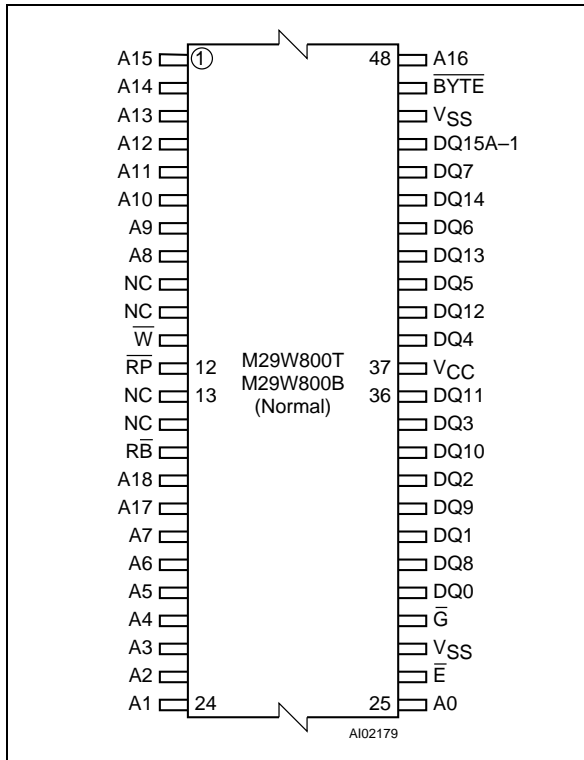 A15 ① 48 A16
A14 B̅Y̅T̅E̅
A13 VSS
A12 DQ15A–1
A11 DQ7
A10 DQ14
A9 DQ6
A8 DQ13
NC DQ5
NC DQ12
W̅ DQ4
R̅P̅ 12 M29W800T 37 VCC
NC 13 M29W800B 36 DQ11
NC (Normal) DQ3
RB̅ DQ10
A18 DQ2
A17 DQ9
A7 DQ1
A6 DQ8
A5 DQ0
A4 G̅
A3 VSS
A2 E̅
A1 24 25 A0
AI02179